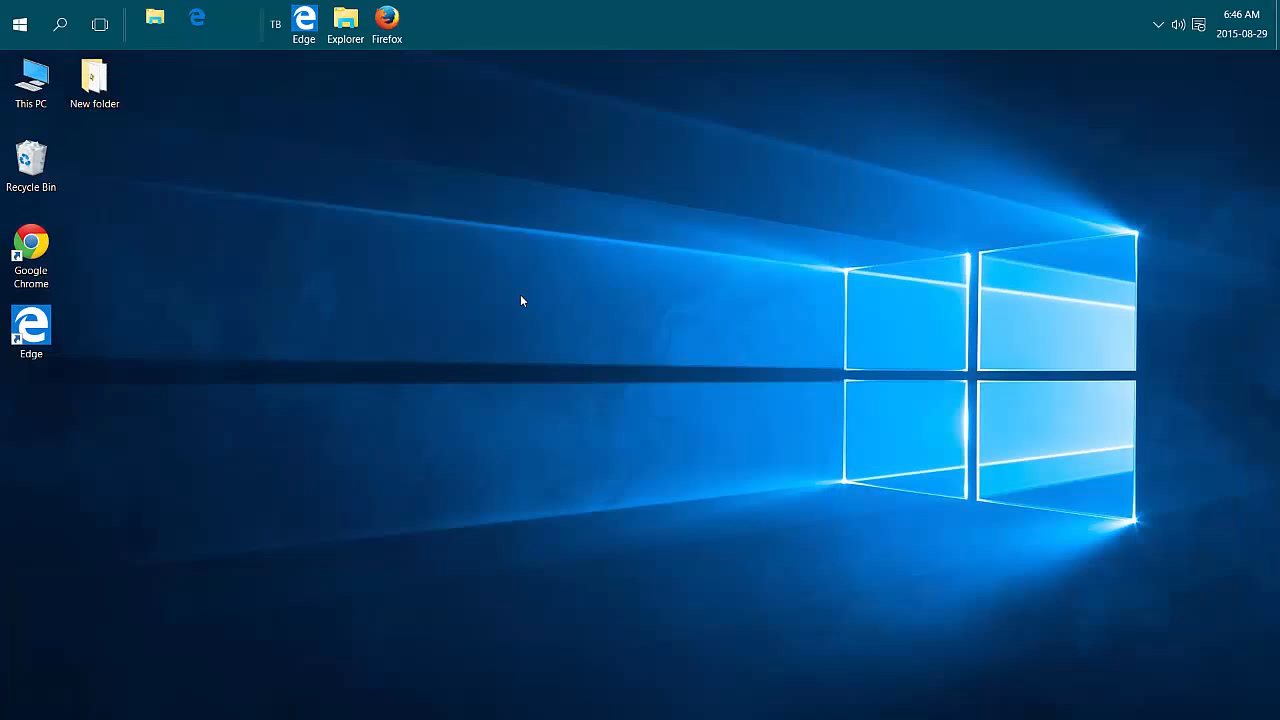 TB
Edge
Explorer
Firefox
6:46 AM
2015-08-29
This PC
New folder
Recycle Bin
Google
Chrome
Edge